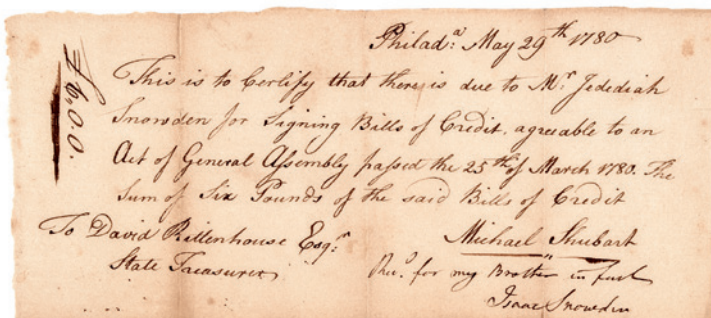 Philad.ᵃ May 29th 1780
£6.0.0.
This is to Certify that there is due to Mr. Jedediah
Snowden for Signing Bills of Credit, agreable to an
Act of General Assembly passed the 25th of March 1780. The
Sum of Six Pounds of the said Bills of Credit
To David Rittenhouse Esqr.
State Treasurer
Michael Shubart
Recd. for my Brother in full
Isaac Snowden